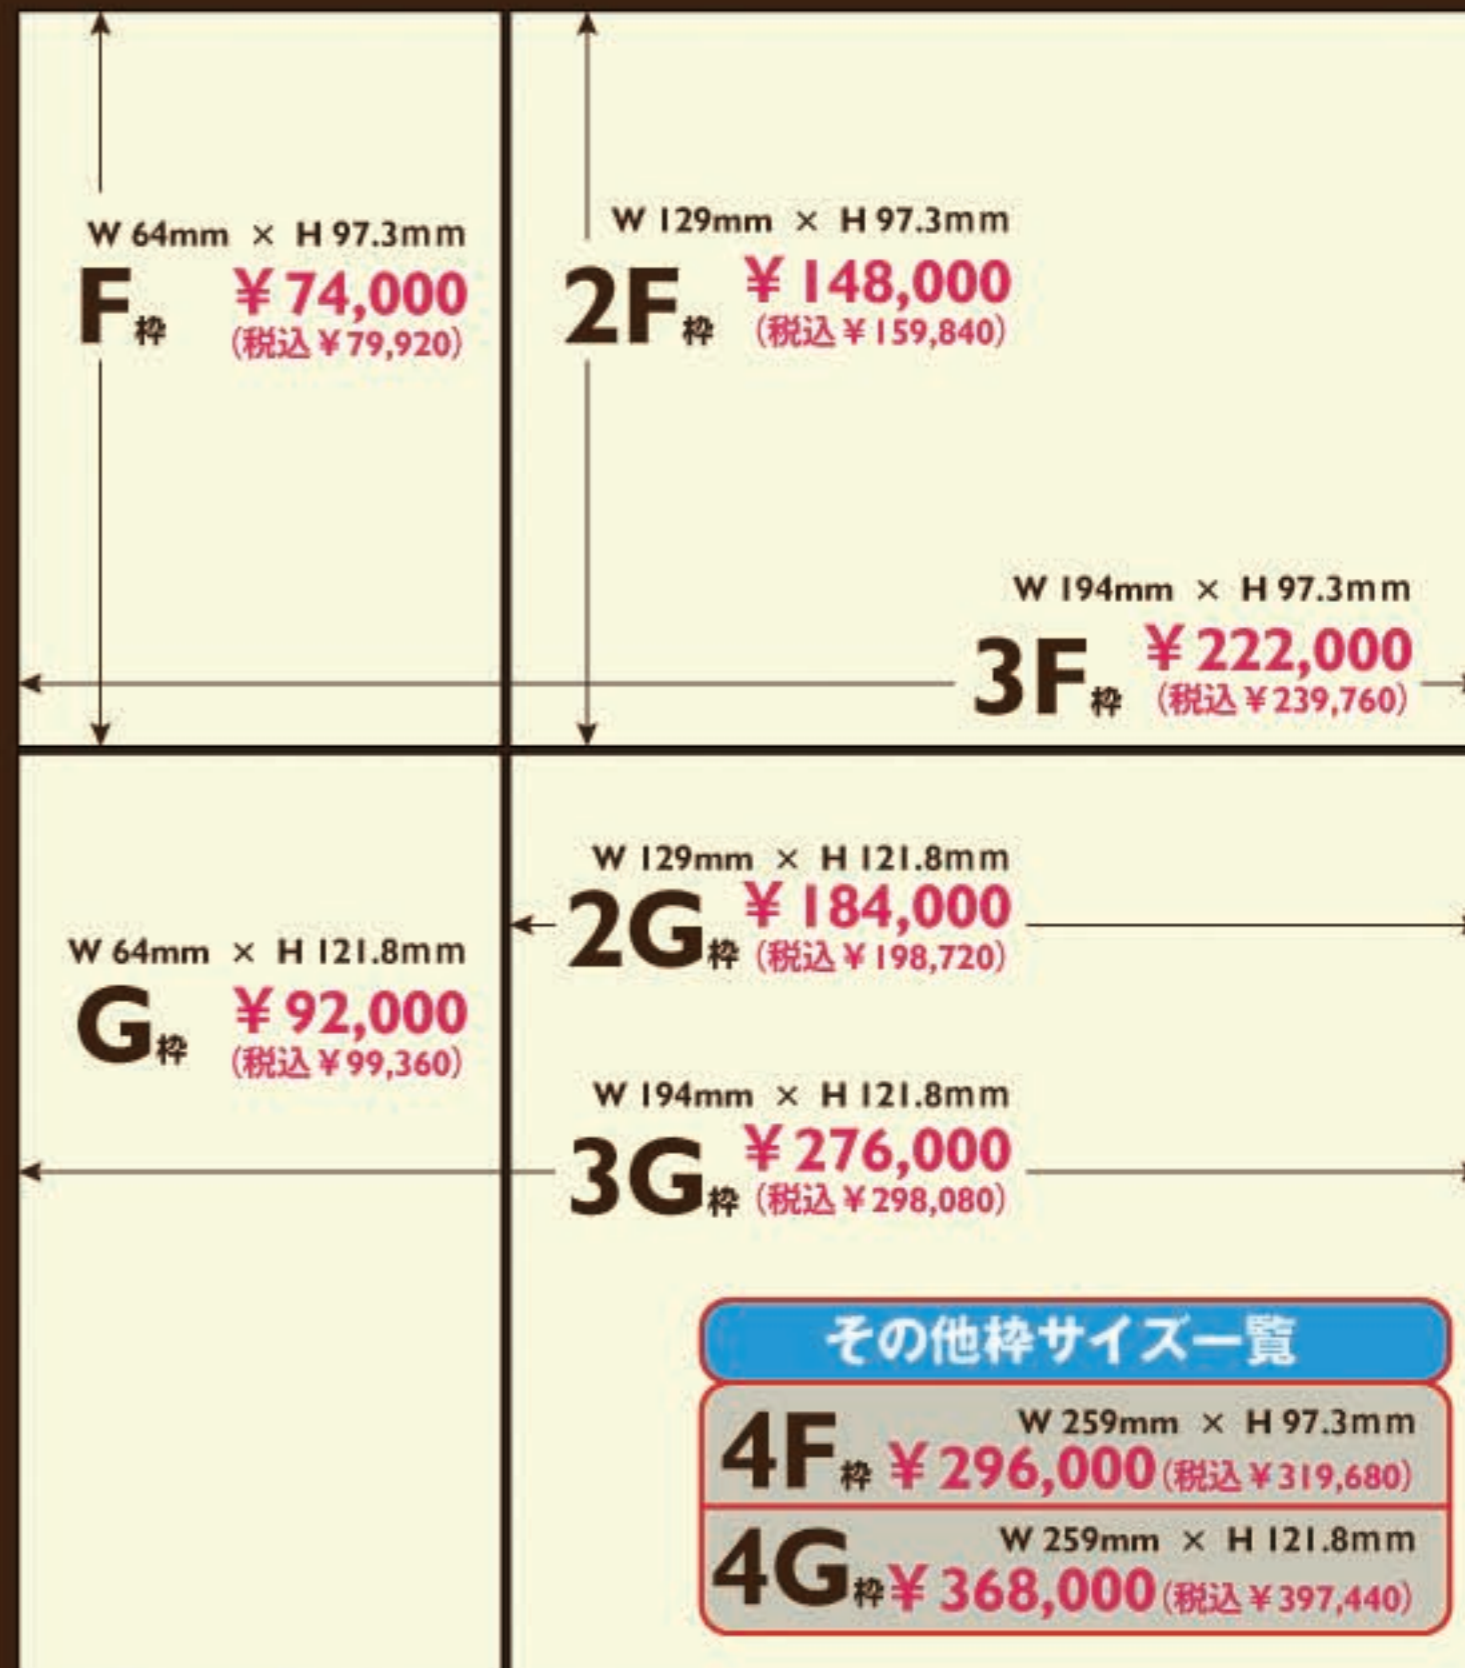 W 64mm × H 97.3mm
F枠 ¥74,000
(税込¥79,920)
W 129mm × H 97.3mm
2F枠 ¥148,000
(税込¥159,840)
W 194mm × H 97.3mm
3F枠 ¥222,000
(税込¥239,760)
W 64mm × H 121.8mm
G枠 ¥92,000
(税込¥99,360)
W 129mm × H 121.8mm
2G枠 ¥184,000
(税込¥198,720)
W 194mm × H 121.8mm
3G枠 ¥276,000
(税込¥298,080)
その他枠サイズ一覧
W 259mm × H 97.3mm
4F枠 ¥296,000(税込¥319,680)
W 259mm × H 121.8mm
4G枠¥368,000(税込¥397,440)